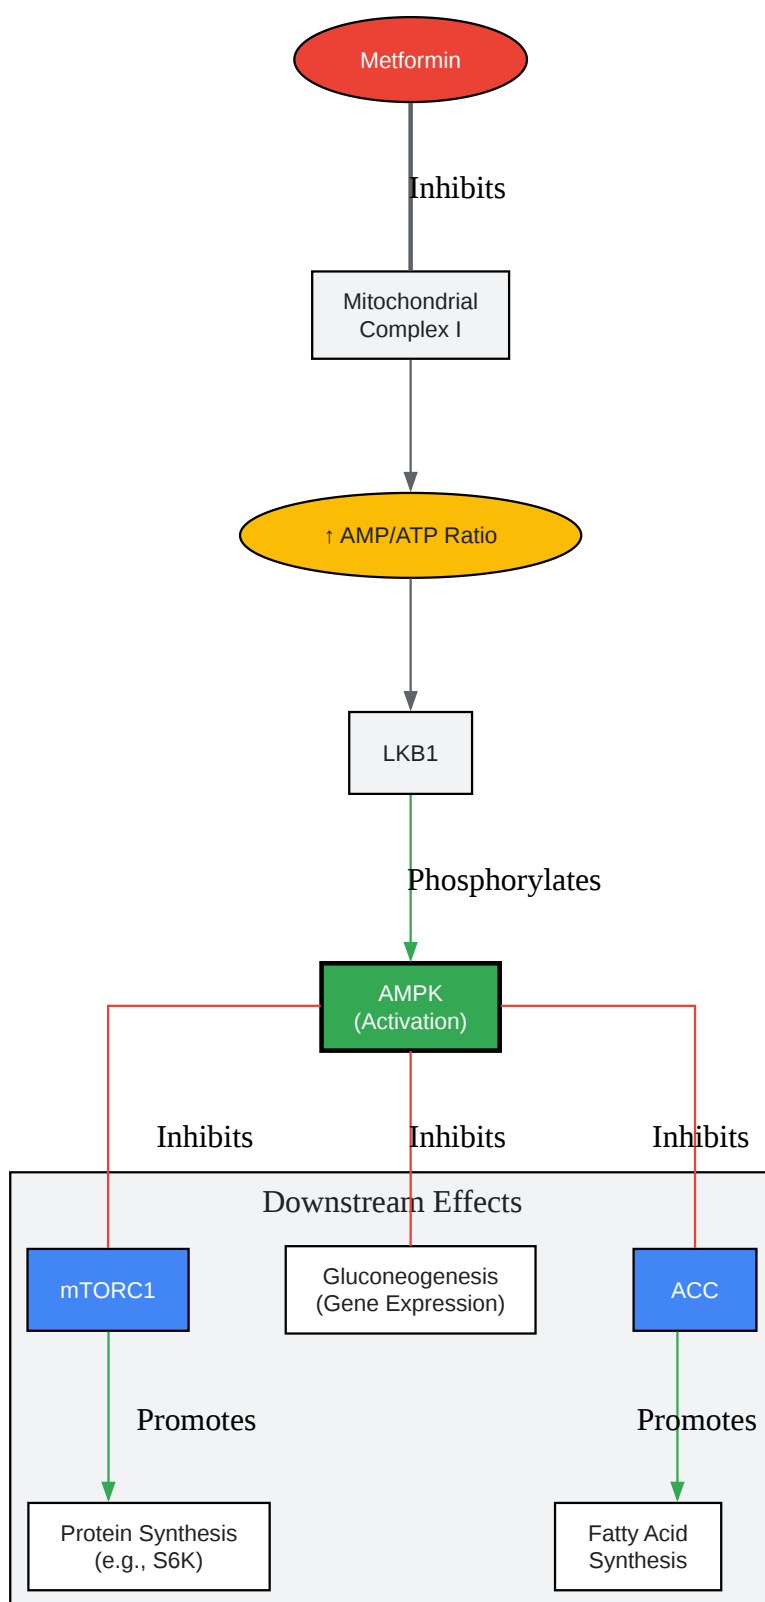 Metformin
Inhibits
Mitochondrial
Complex I
↑ AMP/ATP Ratio
LKB1
Phosphorylates
AMPK
(Activation)
Inhibits
Inhibits
Inhibits
Downstream Effects
mTORC1
Gluconeogenesis
(Gene Expression)
ACC
Promotes
Promotes
Protein Synthesis
(e.g., S6K)
Fatty Acid
Synthesis